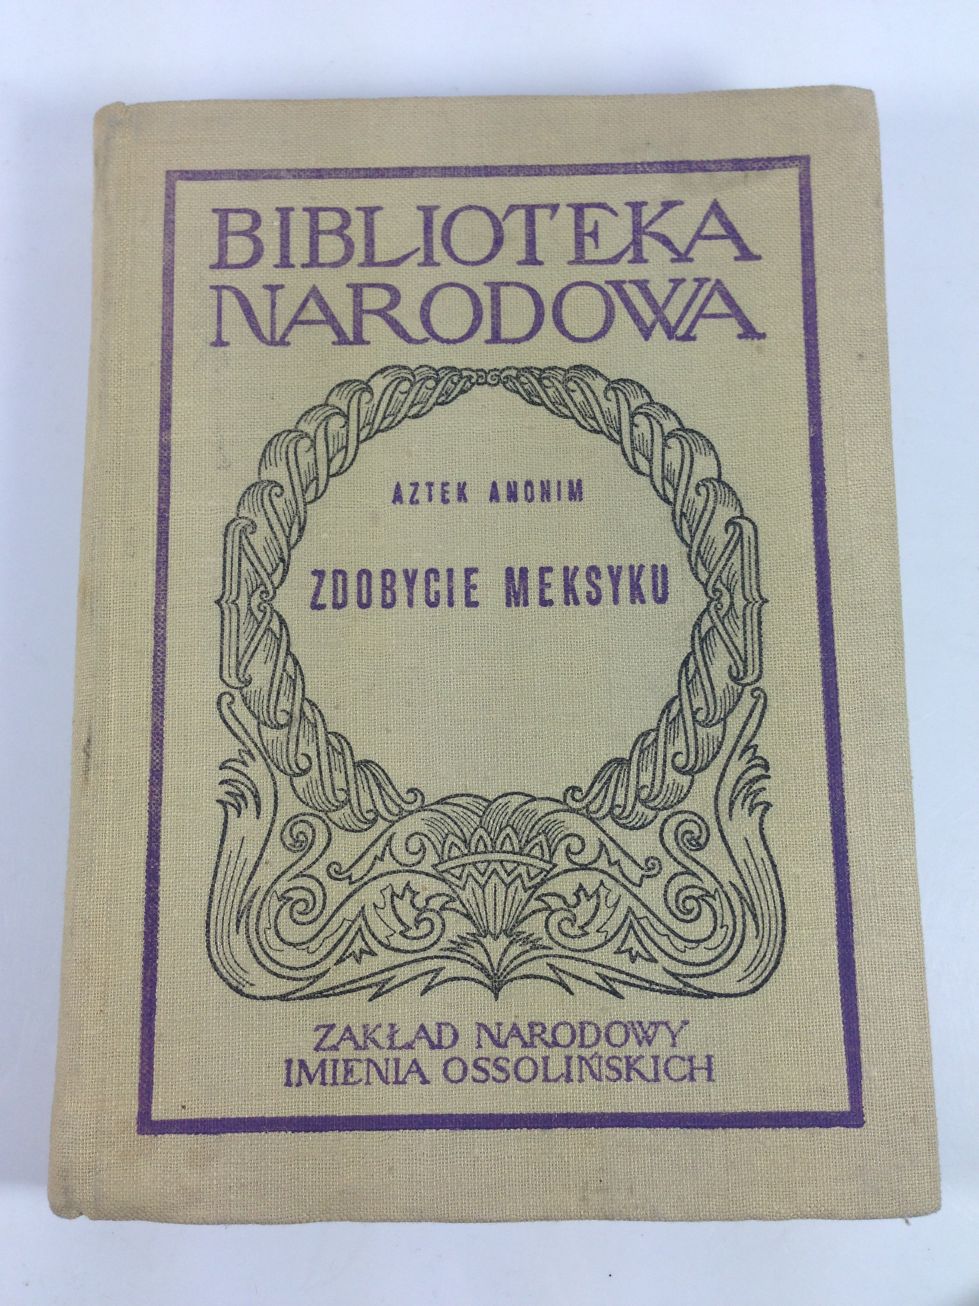 BIBLIOTEKA
NARODOWA
AZTEK ANONIM
ZDOBYCIE MEKSYKU
ZAKŁAD NARODOWY
IMIENIA OSSOLIŃSKICH